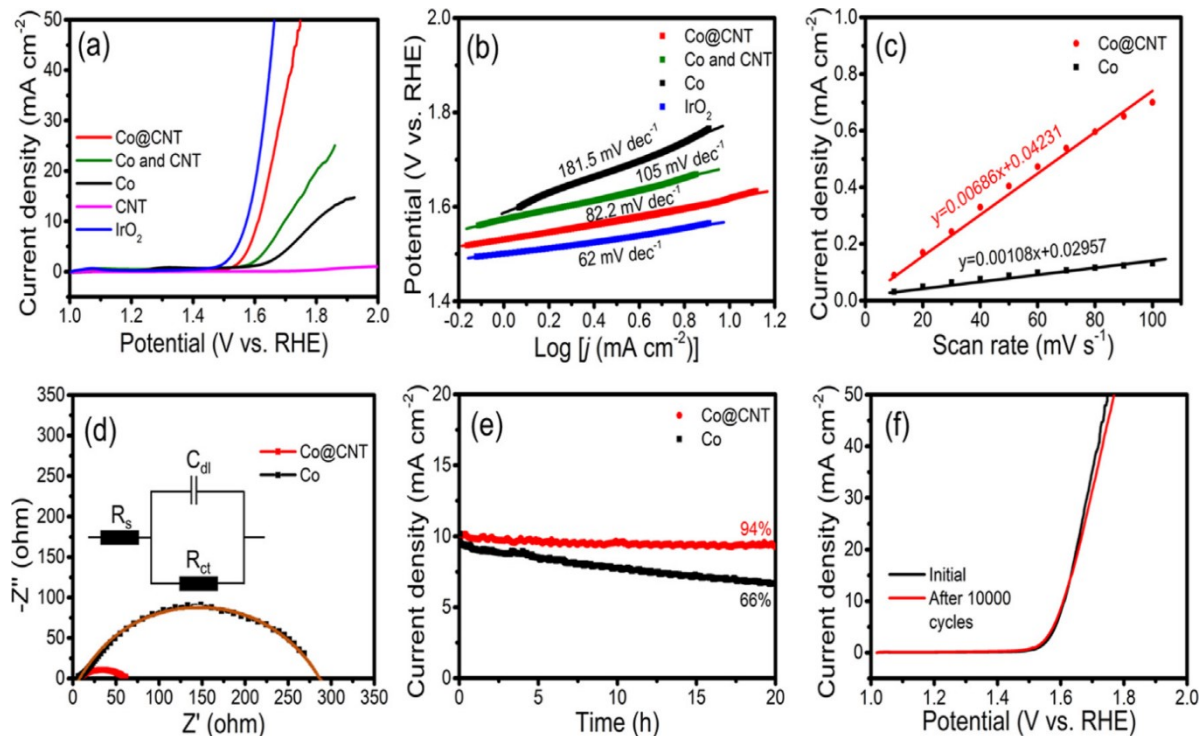 (a)
Current density (mA cm⁻²)
50
40
30
20
10
0
Co@CNT
Co and CNT
Co
CNT
IrO₂
1.0 1.2 1.4 1.6 1.8 2.0
Potential (V vs. RHE)
(b)
Potential (V vs. RHE)
2.0
1.8
1.6
1.4
Co@CNT
Co and CNT
Co
IrO₂
181.5 mV dec⁻¹
105 mV dec⁻¹
82.2 mV dec⁻¹
62 mV dec⁻¹
-0.2 0.0 0.2 0.4 0.6 0.8 1.0 1.2
Log [j (mA cm⁻²)]
(c)
Current density (mA cm⁻²)
1.0
0.8
0.6
0.4
0.2
0.0
Co@CNT
Co
y=0.00686x+0.04231
y=0.00108x+0.02957
0 20 40 60 80 100
Scan rate (mV s⁻¹)
(d)
-Z'' (ohm)
350
300
250
200
150
100
50
0
Co@CNT
Co
C_dl
R_s
R_ct
0 50 100 150 200 250 300 350
Z' (ohm)
(e)
Current density (mA cm⁻²)
20
15
10
5
0
Co@CNT
Co
94%
66%
0 5 10 15 20
Time (h)
(f)
Current density (mA cm⁻²)
50
40
30
20
10
0
Initial
After 10000
cycles
1.0 1.2 1.4 1.6 1.8 2.0
Potential (V vs. RHE)